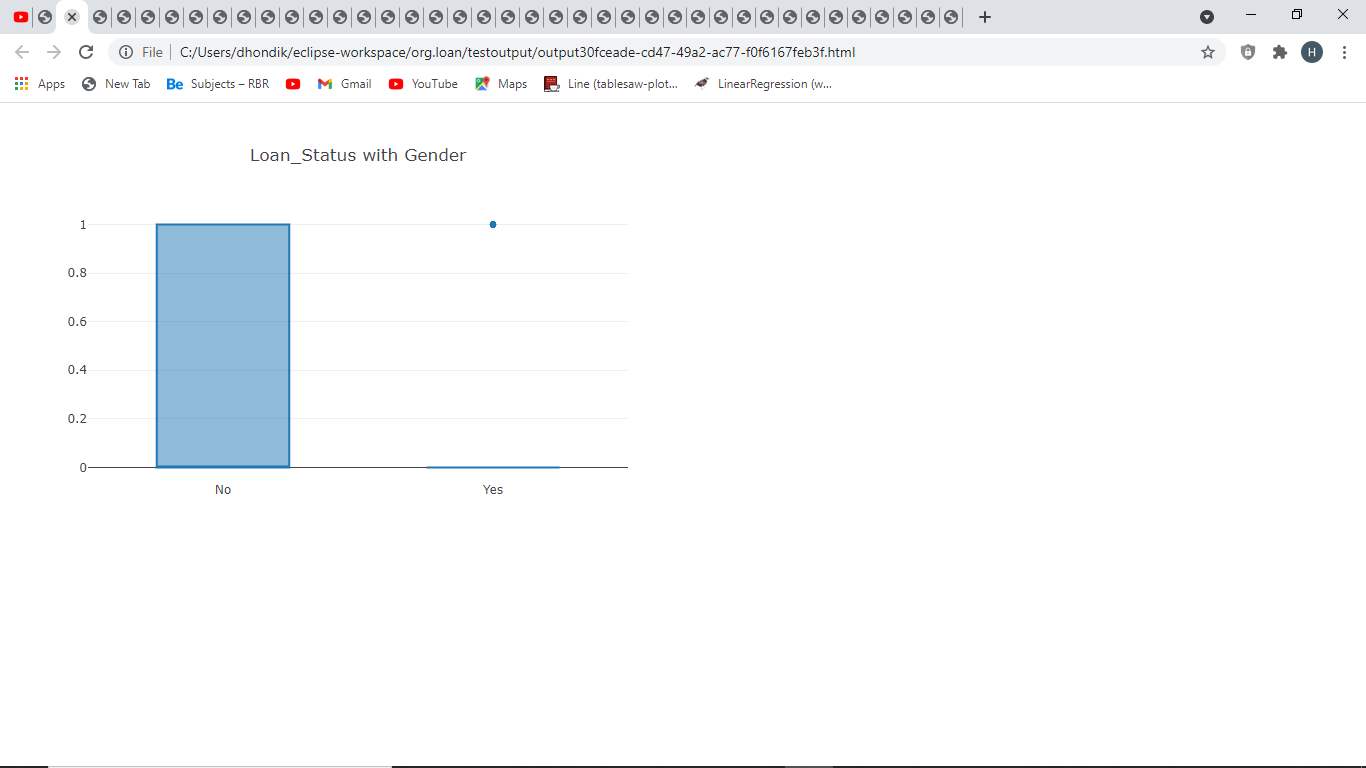 File C:/Users/dhondik/eclipse-workspace/org.loan/testoutput/output30fceade-cd47-49a2-ac77-f0f6167feb3f.html H
Apps New Tab Be Subjects – RBR Gmail YouTube Maps Line (tablesaw-plot... LinearRegression (w...
Loan_Status with Gender
1
0.8
0.6
0.4
0.2
0
No Yes